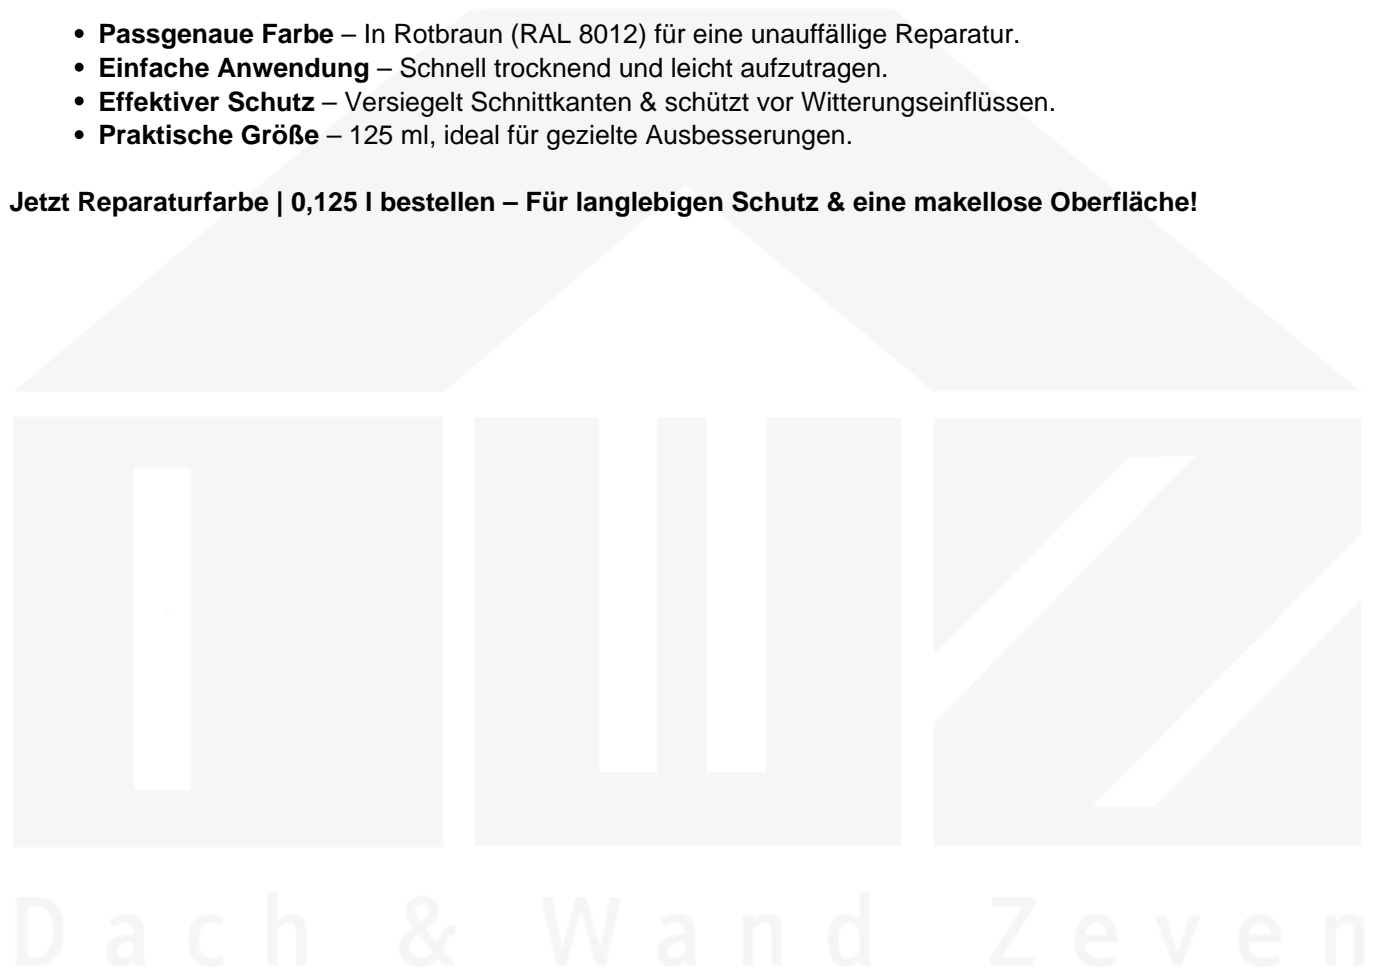 • Passgenaue Farbe – In Rotbraun (RAL 8012) für eine unauffällige Reparatur.
• Einfache Anwendung – Schnell trocknend und leicht aufzutragen.
• Effektiver Schutz – Versiegelt Schnittkanten & schützt vor Witterungseinflüssen.
• Praktische Größe – 125 ml, ideal für gezielte Ausbesserungen.
Jetzt Reparaturfarbe | 0,125 l bestellen – Für langlebigen Schutz & eine makellose Oberfläche!
Dach & Wand Zeven